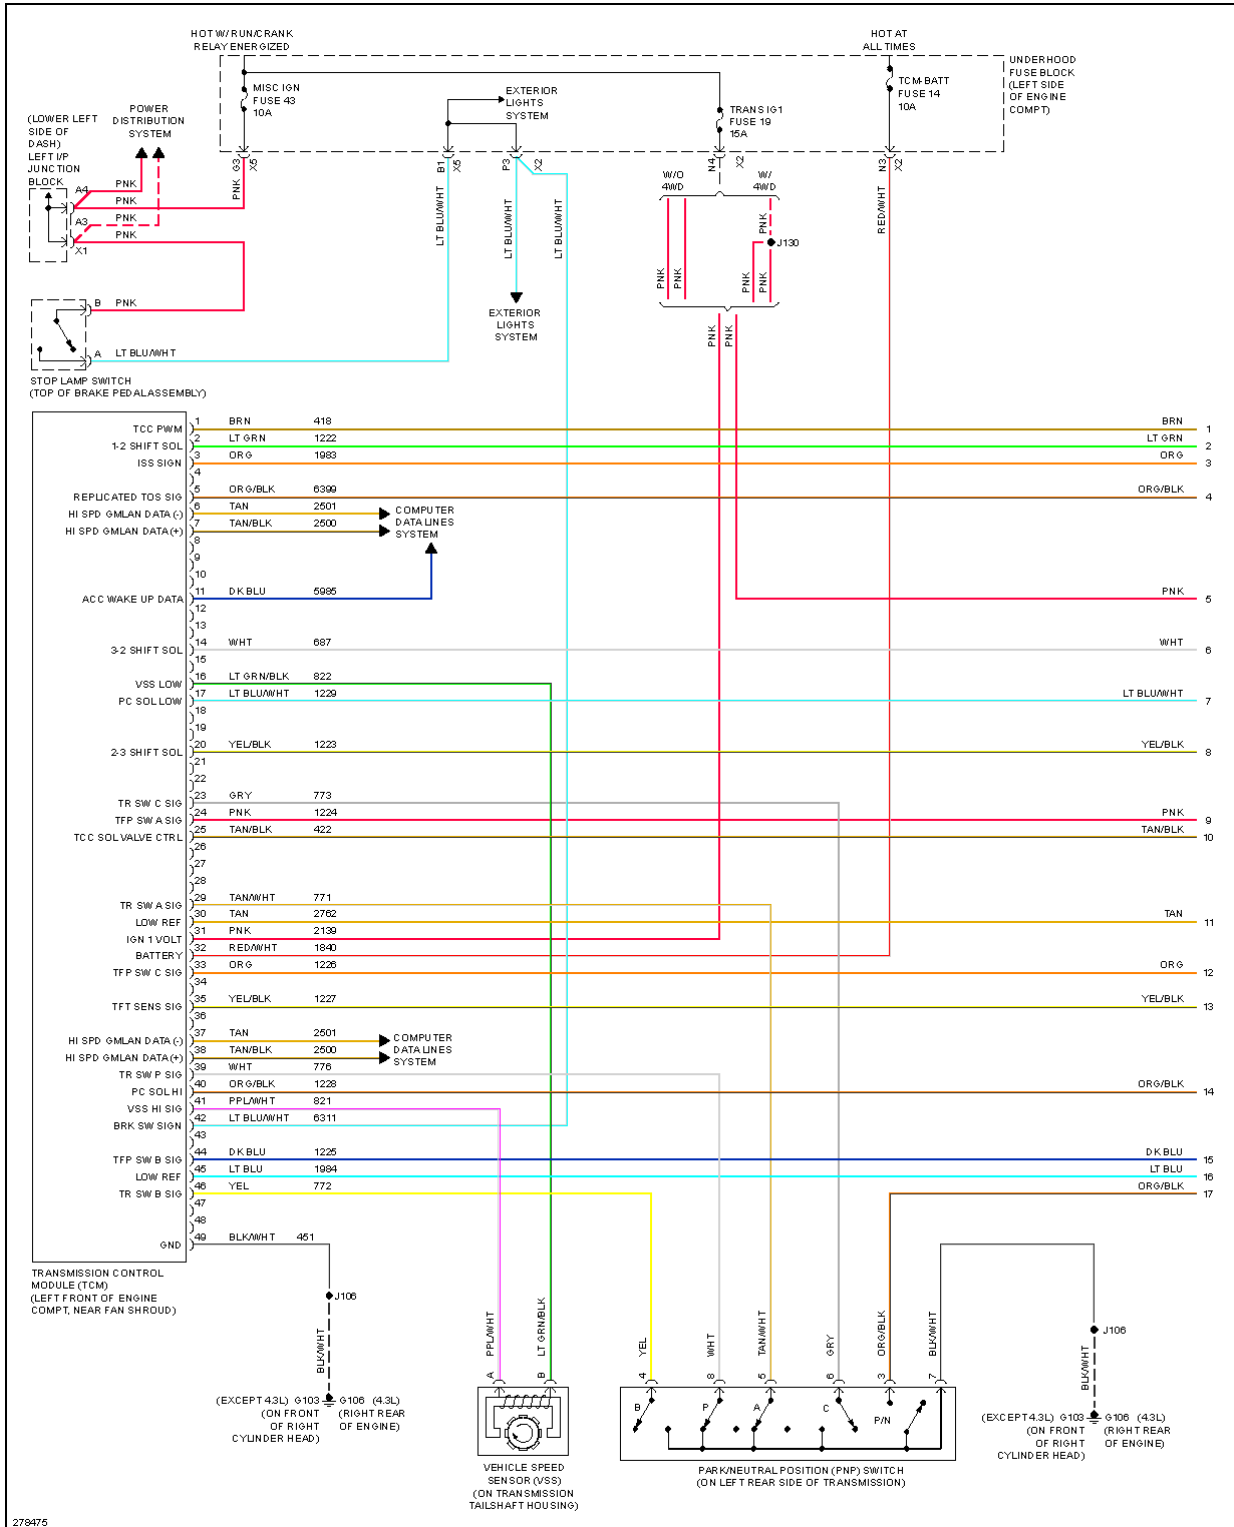 HOT W/ RUN/CRANK
RELAY ENERGIZED
HOT AT
ALL TIMES
UNDERHOOD
FUSE BLOCK
(LEFT SIDE
OF ENGINE
COMPT)
MISC IGN
FUSE 43
10A
EXTERIOR
LIGHTS
SYSTEM
TRANS IG1
FUSE 19
15A
TCM-BATT
FUSE 14
10A
POWER
DISTRIBUTION
SYSTEM
(LOWER LEFT
SIDE OF
DASH)
LEFT I/P
JUNCTION
BLOCK
G3
X5
B1
X5
P3
X2
N4
X2
N3
X2
A4
PNK
PNK
A3
PNK
PNK
X1
PNK
LT BLU/WHT
LT BLU/WHT
LT BLU/WHT
W/O
4WD
W/
4WD
PNK
J130
PNK
PNK
PNK
PNK
RED/WHT
B
PNK
EXTERIOR
LIGHTS
SYSTEM
PNK
PNK
A
LT BLU/WHT
STOP LAMP SWITCH
(TOP OF BRAKE PEDALASSEMBLY)
TCC PWM 1 BRN 418 BRN 1
1-2 SHIFT SOL 2 LT GRN 1222 LT GRN 2
ISS SIGN 3 ORG 1983 ORG 3
4
REPLICATED TOS SIG 5 ORG/BLK 6399 ORG/BLK 4
HI SPD GMLAN DATA (-) 6 TAN 2501
HI SPD GMLAN DATA (+) 7 TAN/BLK 2500
COMPUTER
DATA LINES
SYSTEM
8
9
10
ACC WAKE UP DATA 11 DK BLU 5985 PNK 5
12
13
3-2 SHIFT SOL 14 WHT 687 WHT 6
15
VSS LOW 16 LT GRN/BLK 822
PC SOL LOW 17 LT BLU/WHT 1229 LT BLU/WHT 7
18
19
2-3 SHIFT SOL 20 YEL/BLK 1223 YEL/BLK 8
21
22
TR SW C SIG 23 GRY 773
TFP SW A SIG 24 PNK 1224 PNK 9
TCC SOL VALVE CTRL 25 TAN/BLK 422 TAN/BLK 10
26
27
28
TR SW A SIG 29 TAN/WHT 771
LOW REF 30 TAN 2762 TAN 11
IGN 1 VOLT 31 PNK 2139
BATTERY 32 RED/WHT 1840
TFP SW C SIG 33 ORG 1226 ORG 12
34
TFT SENS SIG 35 YEL/BLK 1227 YEL/BLK 13
36
HI SPD GMLAN DATA (-) 37 TAN 2501
HI SPD GMLAN DATA (+) 38 TAN/BLK 2500
COMPUTER
DATA LINES
SYSTEM
TR SW P SIG 39 WHT 776
PC SOL HI 40 ORG/BLK 1228 ORG/BLK 14
VSS HI SIG 41 PPL/WHT 821
BRK SW SIGN 42 LT BLU/WHT 6311
43
TFP SW B SIG 44 DK BLU 1225 DK BLU 15
LOW REF 45 LT BLU 1984 LT BLU 16
TR SW B SIG 46 YEL 772 ORG/BLK 17
47
48
GND 49 BLK/WHT 451
TRANSMISSION CONTROL
MODULE (TCM)
(LEFT FRONT OF ENGINE
COMPT, NEAR FAN SHROUD)
J106
BLK/WHT
(EXCEPT 4.3L) G103
(ON FRONT
OF RIGHT
CYLINDER HEAD)
G106 (4.3L)
(RIGHT REAR
OF ENGINE)
PPL/WHT
LT GRN/BLK
A
B
VEHICLE SPEED
SENSOR (VSS)
(ON TRANSMISSION
TAILSHAFT HOUSING)
YEL
WHT
TAN/WHT
GRY
ORG/BLK
BLK/WHT
4
8
5
6
3
7
B
P
A
C
P/N
PARK/NEUTRAL POSITION (PNP) SWITCH
(ON LEFT REAR SIDE OF TRANSMISSION)
J106
BLK/WHT
(EXCEPT 4.3L) G103
(ON FRONT
OF RIGHT
CYLINDER HEAD)
G106 (4.3L)
(RIGHT REAR
OF ENGINE)
278475